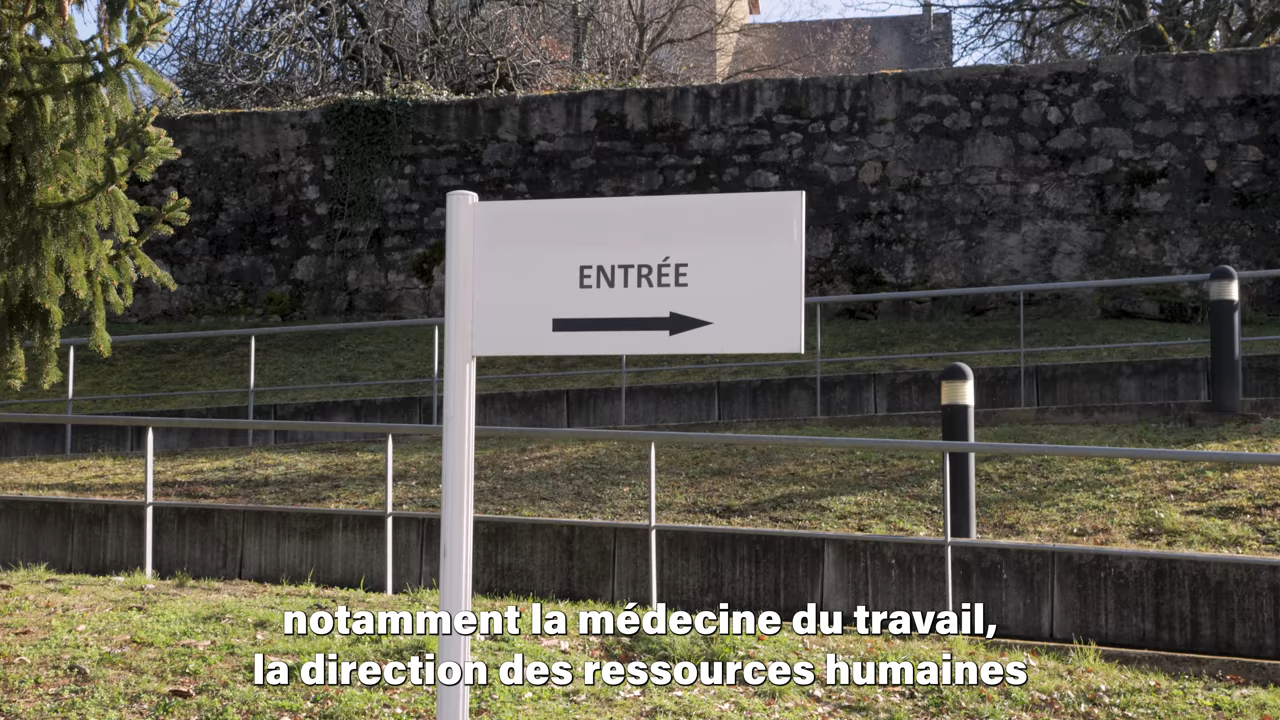 ENTRÉE
notamment la médecine du travail,
la direction des ressources humaines